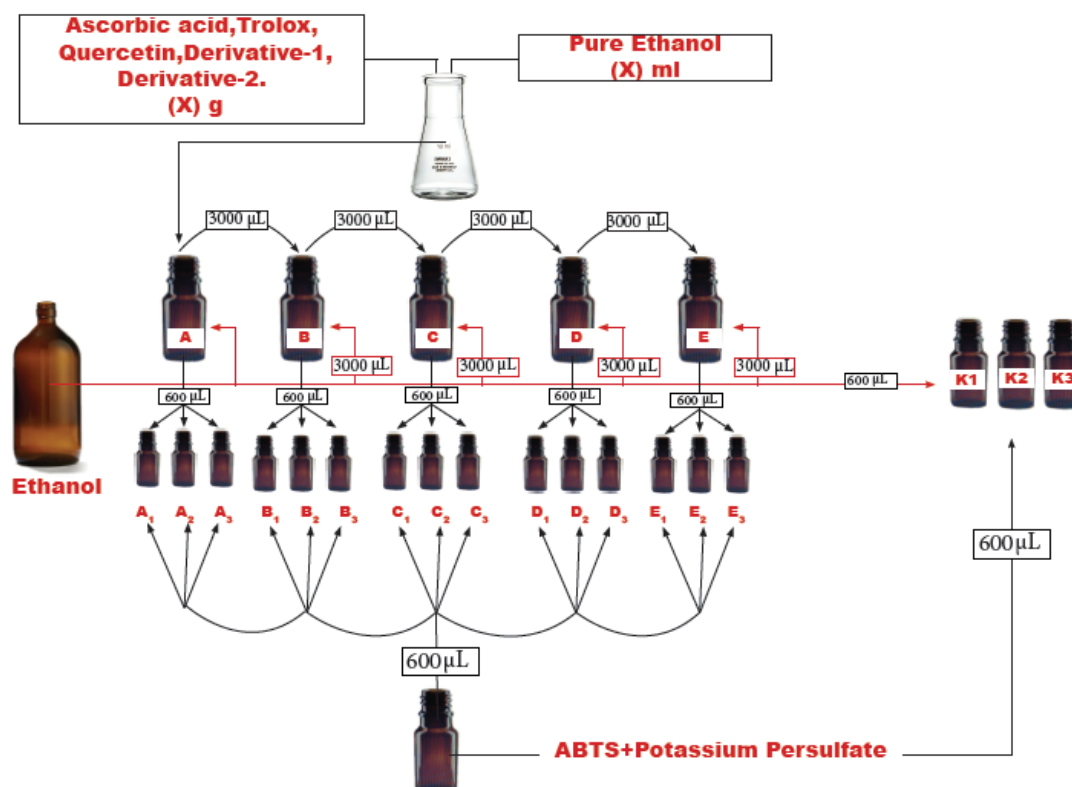 Ascorbic acid,Trolox,
Quercetin,Derivative-1,
Derivative-2.
(X) g
Pure Ethanol
(X) ml
3000 µL
3000 µL
3000 µL
3000 µL
A
B
C
D
E
3000 µL
3000 µL
3000 µL
3000 µL
600 µL
K1
K2
K3
600 µL
600 µL
600 µL
600 µL
600 µL
Ethanol
A1
A2
A3
B1
B2
B3
C1
C2
C3
D1
D2
D3
E1
E2
E3
600µL
600µL
ABTS+Potassium Persulfate